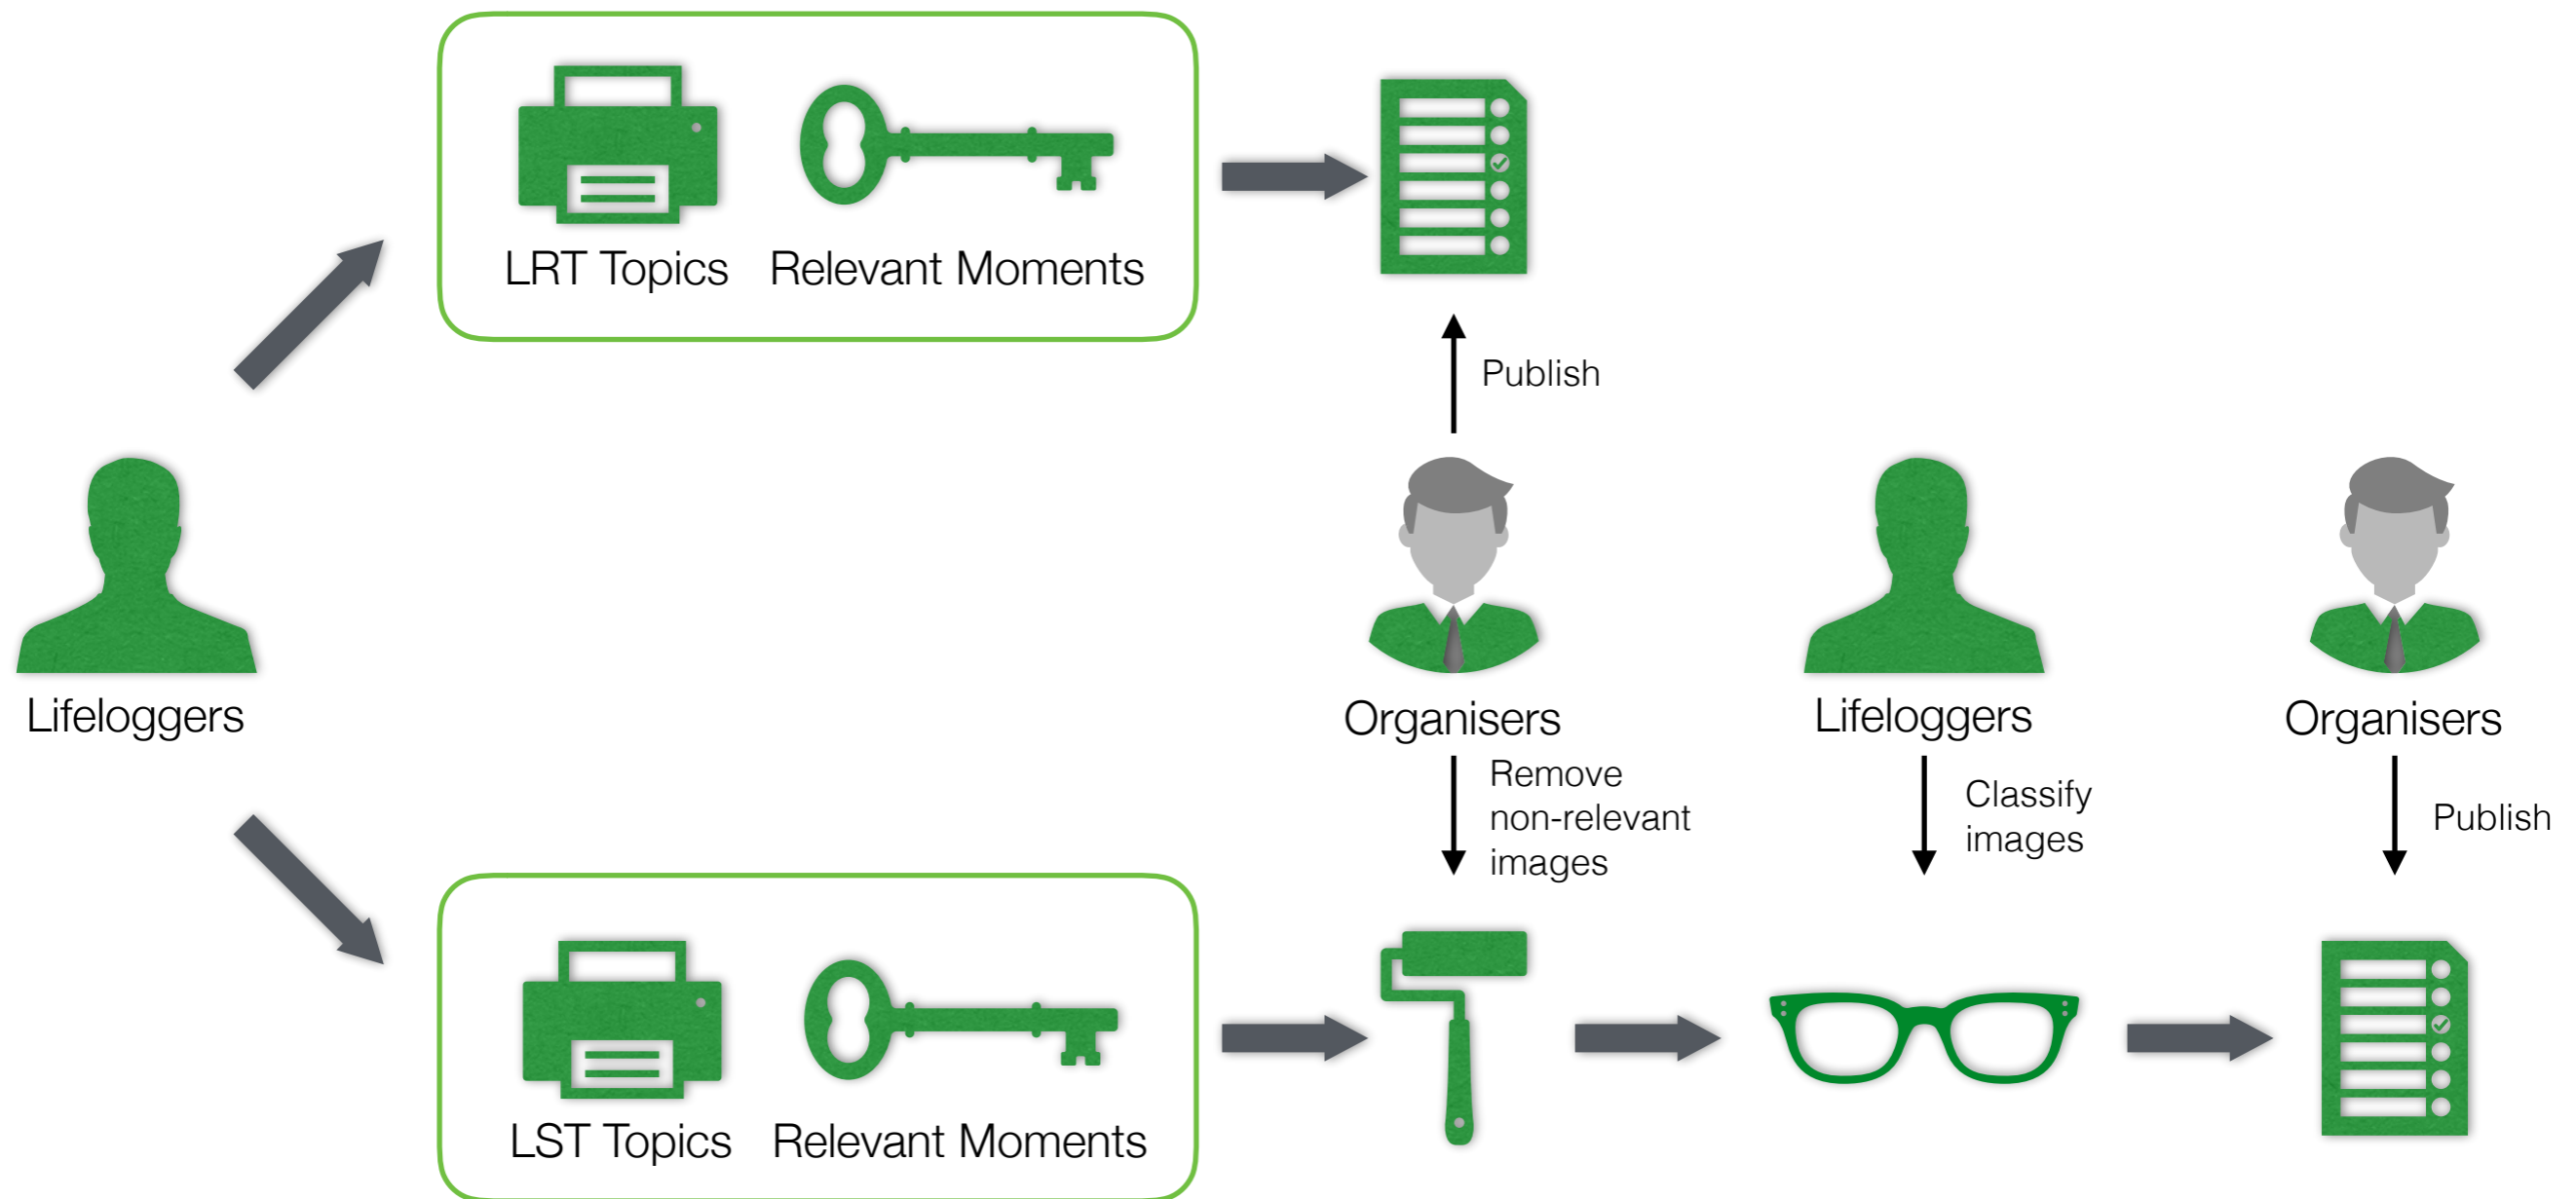 LRT Topics
Relevant Moments
Publish
Lifeloggers
Organisers
Lifeloggers
Organisers
Remove
non-relevant
images
Classify
images
Publish
LST Topics
Relevant Moments